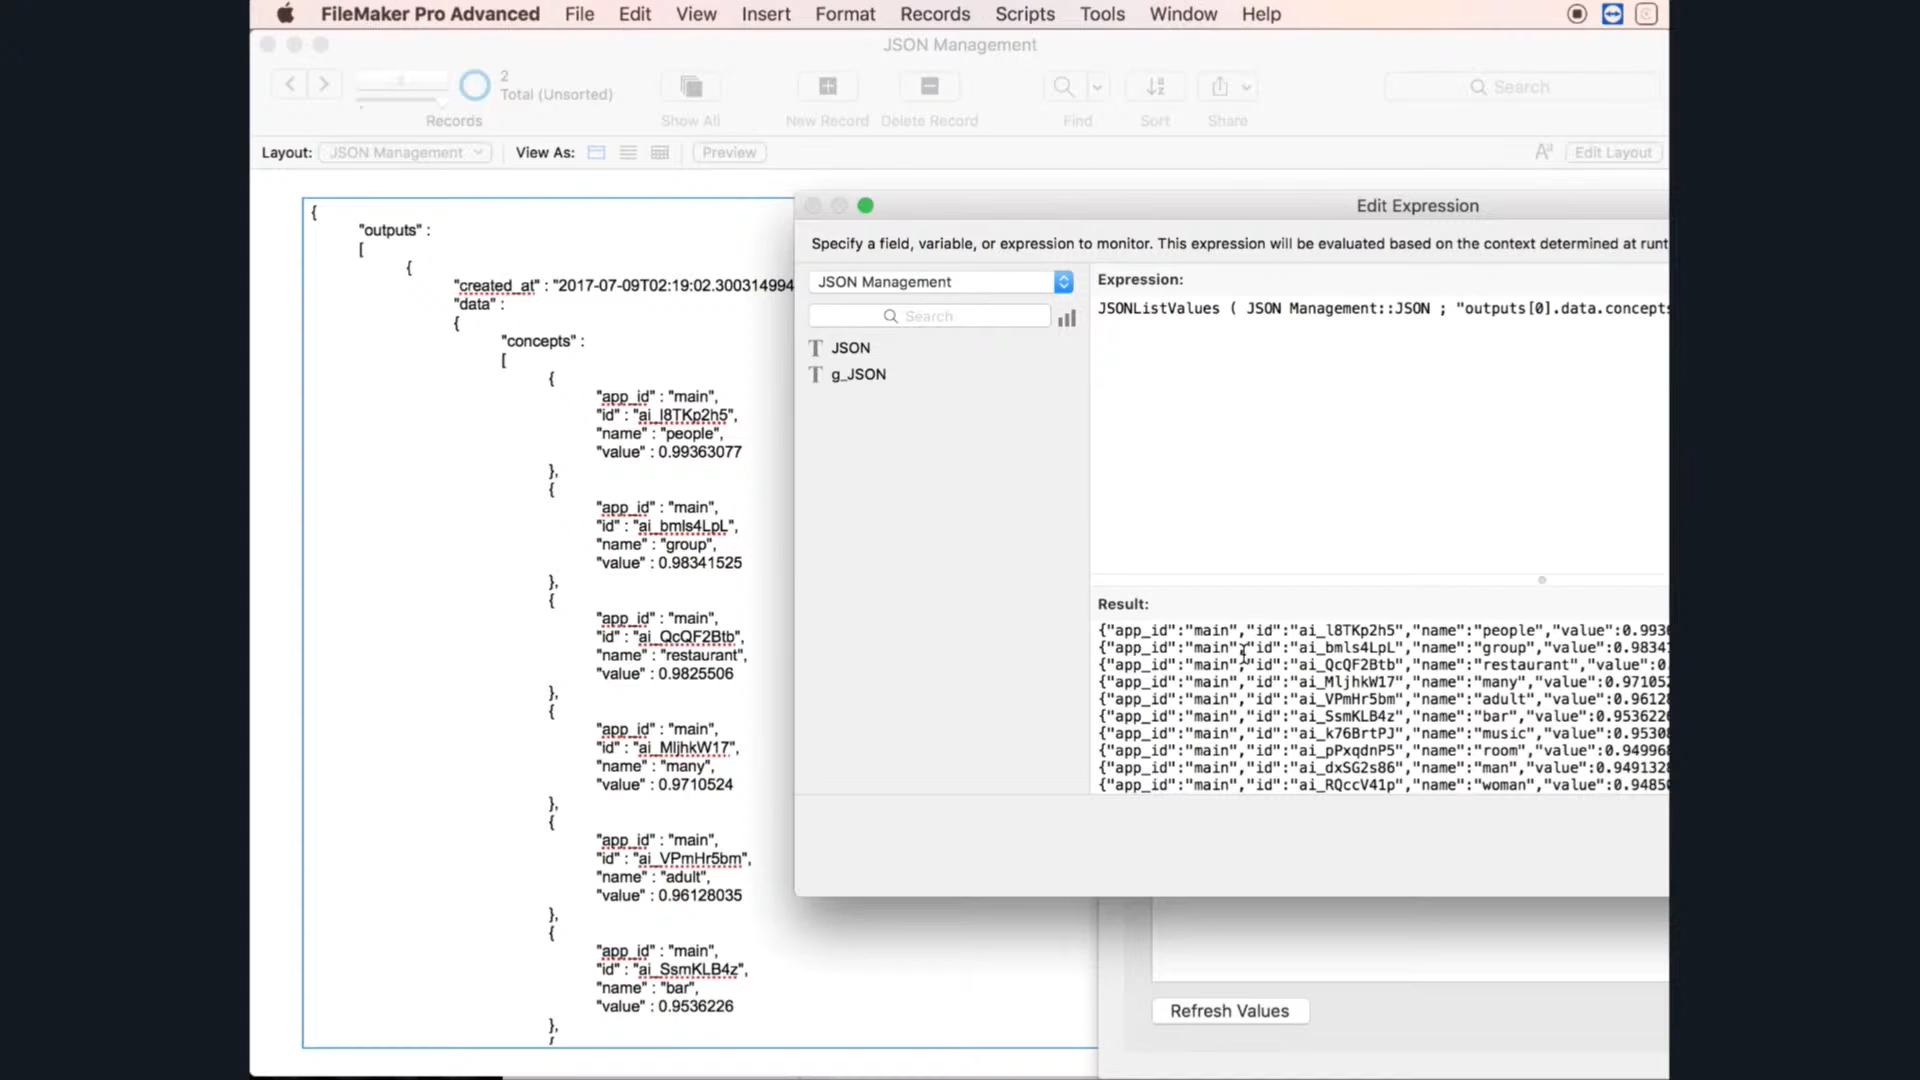 FileMaker Pro Advanced File Edit View Insert Format Records Scripts Tools Window Help
JSON Management
2
Total (Unsorted)
Records
Show All
New Record
Delete Record
Find
Sort
Share
Search
Layout: JSON Management View As: Preview
Edit Layout
{
"outputs" :
[
{
"created_at" : "2017-07-09T02:19:02.300314994
"data" :
{
"concepts" :
[
{
"app_id" : "main",
"id" : "ai_l8TKp2h5",
"name" : "people",
"value" : 0.99363077
},
{
"app_id" : "main",
"id" : "ai_bmls4LpL",
"name" : "group",
"value" : 0.98341525
},
{
"app_id" : "main",
"id" : "ai_QcQF2Btb",
"name" : "restaurant",
"value" : 0.9825506
},
{
"app_id" : "main",
"id" : "ai_MljhkW17",
"name" : "many",
"value" : 0.9710524
},
{
"app_id" : "main",
"id" : "ai_VPmHr5bm",
"name" : "adult",
"value" : 0.96128035
},
{
"app_id" : "main",
"id" : "ai_SsmKLB4z",
"name" : "bar",
"value" : 0.9536226
},
{
Edit Expression
Specify a field, variable, or expression to monitor. This expression will be evaluated based on the context determined at runt
JSON Management
Search
JSON
g_JSON
Expression:
JSONListValues ( JSON Management::JSON ; "outputs[0].data.concepts
Result:
{"app_id":"main","id":"ai_l8TKp2h5","name":"people","value":0.9936
{"app_id":"main","id":"ai_bmls4LpL","name":"group","value":0.98341
{"app_id":"main","id":"ai_QcQF2Btb","name":"restaurant","value":0.
{"app_id":"main","id":"ai_MljhkW17","name":"many","value":0.971052
{"app_id":"main","id":"ai_VPmHr5bm","name":"adult","value":0.96128
{"app_id":"main","id":"ai_SsmKLB4z","name":"bar","value":0.9536226
{"app_id":"main","id":"ai_k76BrtPJ","name":"music","value":0.95308
{"app_id":"main","id":"ai_pPxqdnP5","name":"room","value":0.949968
{"app_id":"main","id":"ai_dxSG2s86","name":"man","value":0.9491328
{"app_id":"main","id":"ai_RQccV41p","name":"woman","value":0.94850
Refresh Values